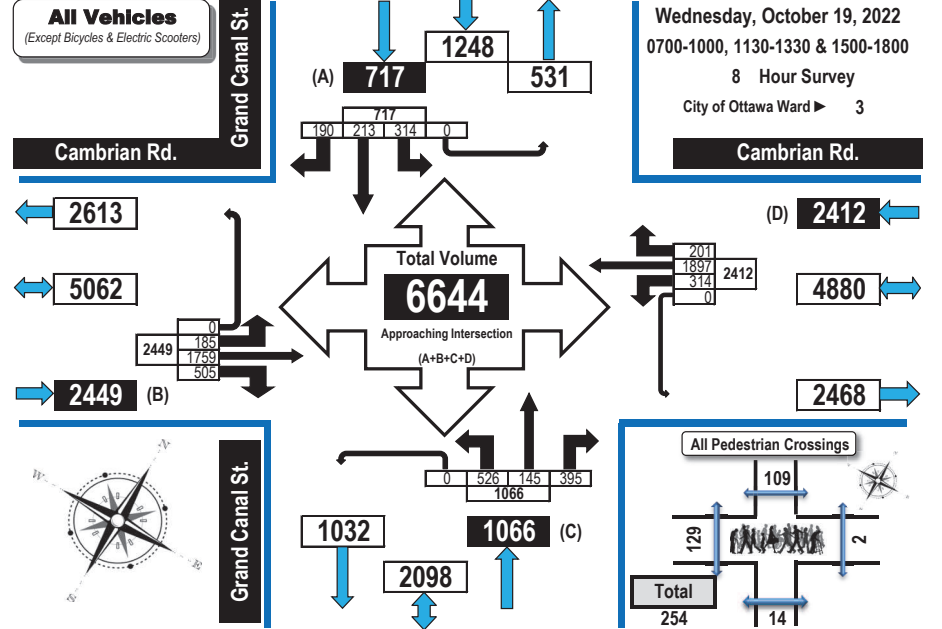 All Vehicles
(Except Bicycles & Electric Scooters)
Grand Canal St.
Cambrian Rd.
1248
(A) 717
531
717
190 213 314 0
Wednesday, October 19, 2022
0700-1000, 1130-1330 & 1500-1800
8 Hour Survey
City of Ottawa Ward ► 3
Cambrian Rd.
2613
5062
2449 (B)
0
185
2449
1759
505
Total Volume
6644
Approaching Intersection
(A+B+C+D)
201
1897
2412
314
0
(D) 2412
4880
2468
N
W
E
S
Grand Canal St.
0 526 145 395
1066
1032
1066 (C)
2098
All Pedestrian Crossings
109
129
2
Total
254
14